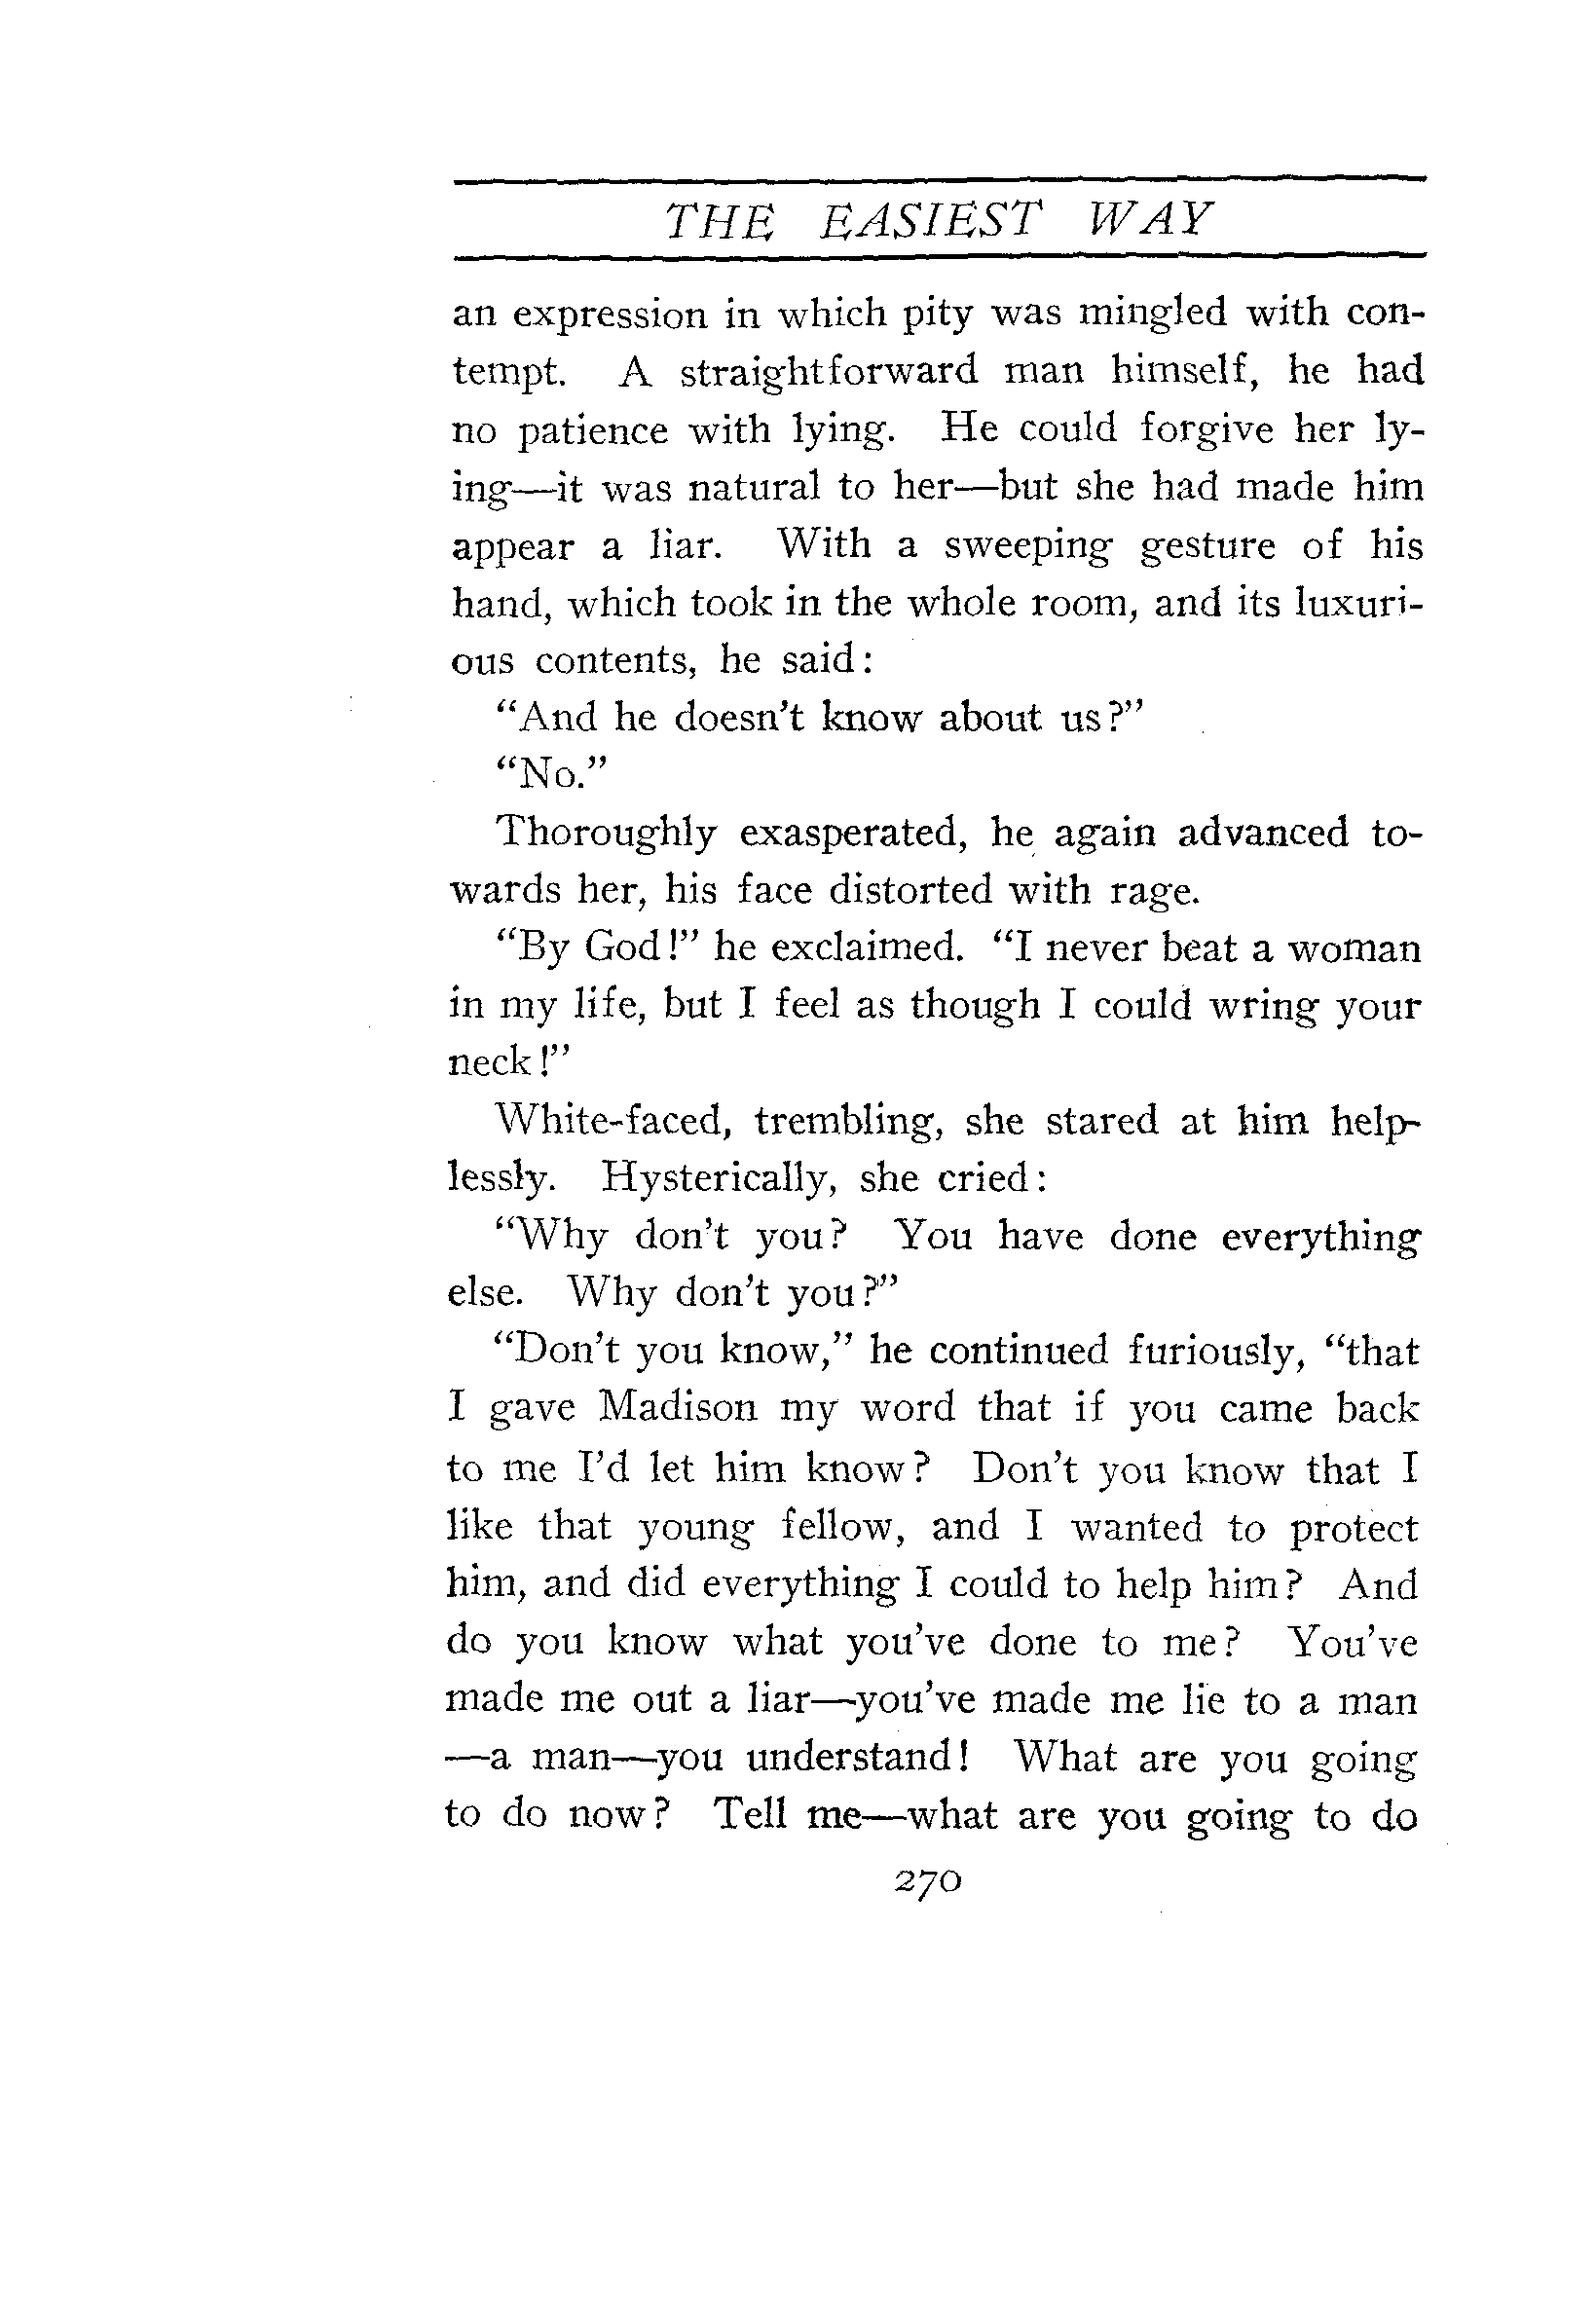 THE EASIEST WAY
an expression in which pity was mingled with con-
tempt. A straightforward man himself, he had
no patience with lying. He could forgive her ly-
ing—it was natural to her—but she had made him
appear a liar. With a sweeping gesture of his
hand, which took in the whole room, and its luxuri-
ous contents, he said:
“And he doesn’t know about us?”
“No.”
Thoroughly exasperated, he again advanced to-
wards her, his face distorted with rage.
“By God!” he exclaimed. “I never beat a woman
in my life, but I feel as though I could wring your
neck!”
White-faced, trembling, she stared at him help-
lessly. Hysterically, she cried:
“Why don’t you? You have done everything
else. Why don’t you?”
“Don’t you know,” he continued furiously, “that
I gave Madison my word that if you came back
to me I’d let him know? Don’t you know that I
like that young fellow, and I wanted to protect
him, and did everything I could to help him? And
do you know what you’ve done to me? You’ve
made me out a liar—you’ve made me lie to a man
—a man—you understand! What are you going
to do now? Tell me—what are you going to do
270